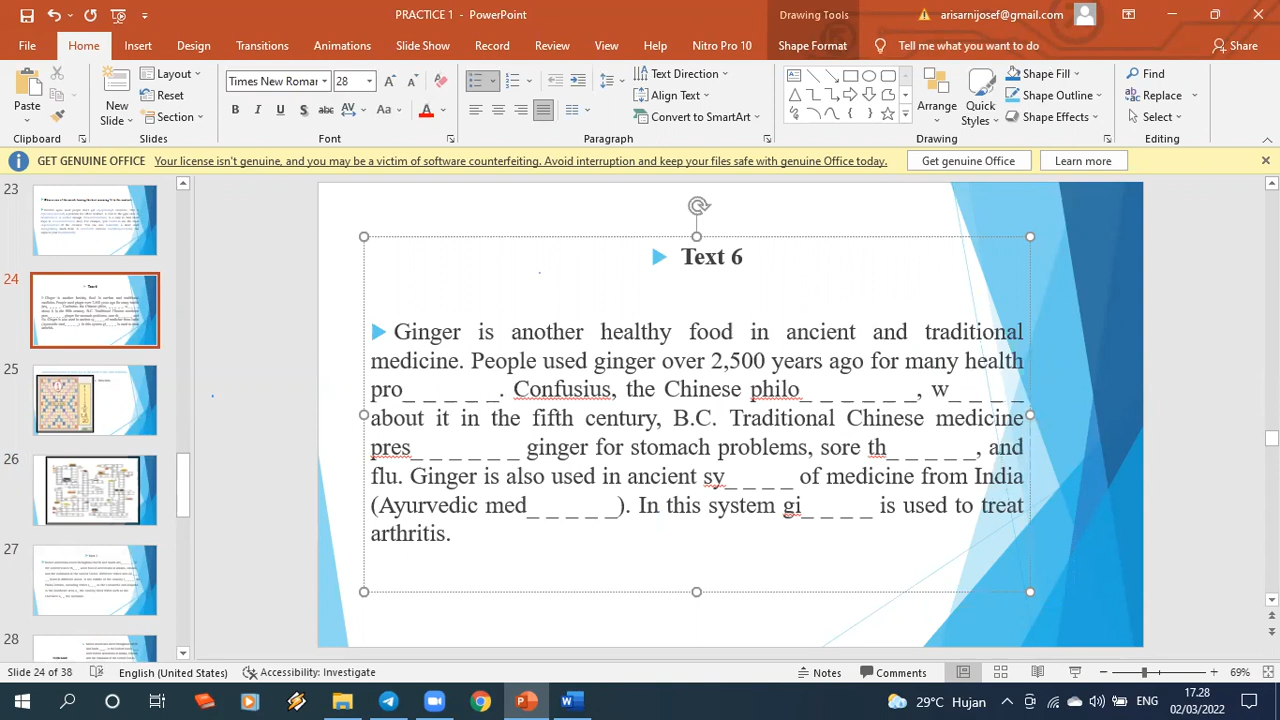 PRACTICE 1 - PowerPoint
Drawing Tools
arisarnijosef@gmail.com
File Home Insert Design Transitions Animations Slide Show Record Review View Help Nitro Pro 10 Shape Format Tell me what you want to do Share
Paste
Clipboard
New Slide
Layout
Reset
Section
Slides
Times New Roman 28
B I U S abc AV Aa A
Font
Text Direction
Align Text
Convert to SmartArt
Paragraph
Arrange
Quick Styles
Shape Fill
Shape Outline
Shape Effects
Drawing
Find
Replace
Select
Editing
GET GENUINE OFFICE Your license isn't genuine, and you may be a victim of software counterfeiting. Avoid interruption and keep your files safe with genuine Office today. Get genuine Office Learn more
23
24
25
26
27
28
Text 6
Ginger is another healthy food in ancient and traditional
medicine. People used ginger over 2,500 years ago for many health
pro_ _ _ _ _. Confusius, the Chinese philo_ _ _ _ _ _, w_ _ _ _
about it in the fifth century, B.C. Traditional Chinese medicine
pres_ _ _ _ _ _ ginger for stomach problems, sore th_ _ _ _ _, and
flu. Ginger is also used in ancient sy_ _ _ _ of medicine from India
(Ayurvedic med_ _ _ _ _). In this system gi_ _ _ _ is used to treat
arthritis.
Slide 24 of 38 English (United States) Accessibility: Investigate Notes Comments 69%
29°C Hujan ENG 17.28
02/03/2022